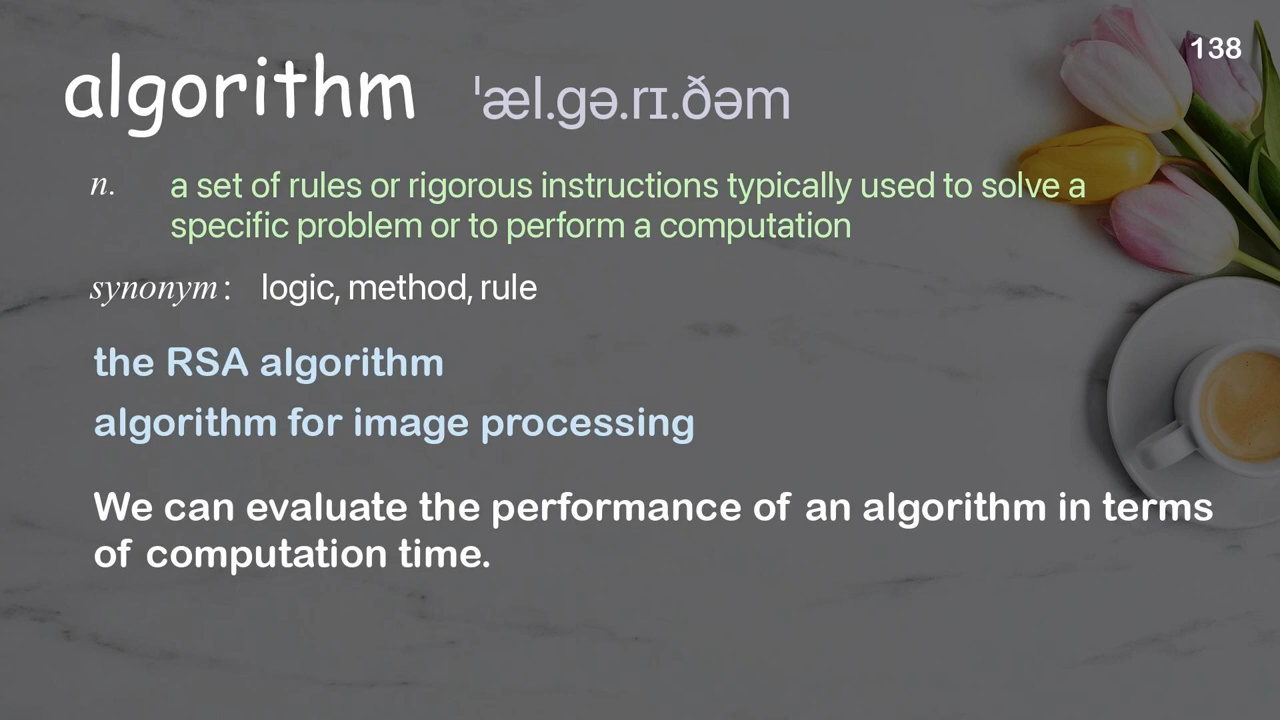 138
algorithm ˈæl.gə.rɪ.ðəm
n. a set of rules or rigorous instructions typically used to solve a
specific problem or to perform a computation
synonym: logic, method, rule
the RSA algorithm
algorithm for image processing
We can evaluate the performance of an algorithm in terms
of computation time.